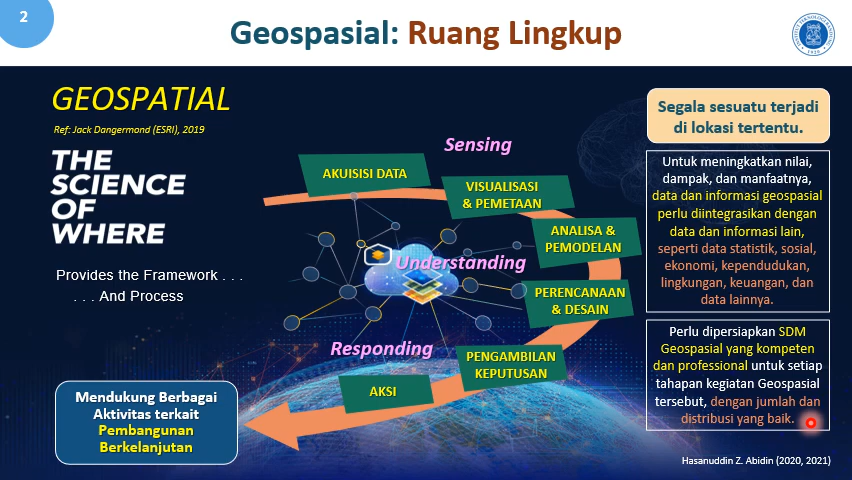 2
Geospasial: Ruang Lingkup
GEOSPATIAL
Ref: Jack Dangermond (ESRI), 2019
THE
SCIENCE
OF
WHERE
Provides the Framework . . .
. . . And Process
Sensing
AKUISISI DATA
VISUALISASI
& PEMETAAN
ANALISA &
PEMODELAN
Understanding
PERENCANAAN
& DESAIN
Responding
PENGAMBILAN
KEPUTUSAN
AKSI
Mendukung Berbagai
Aktivitas terkait
Pembangunan
Berkelanjutan
Segala sesuatu terjadi
di lokasi tertentu.
Untuk meningkatkan nilai,
dampak, dan manfaatnya,
data dan informasi geospasial
perlu diintegrasikan dengan
data dan informasi lain,
seperti data statistik, sosial,
ekonomi, kependudukan,
lingkungan, keuangan, dan
data lainnya.
Perlu dipersiapkan SDM
Geospasial yang kompeten
dan professional untuk setiap
tahapan kegiatan Geospasial
tersebut, dengan jumlah dan
distribusi yang baik.
Hasanuddin Z. Abidin (2020, 2021)